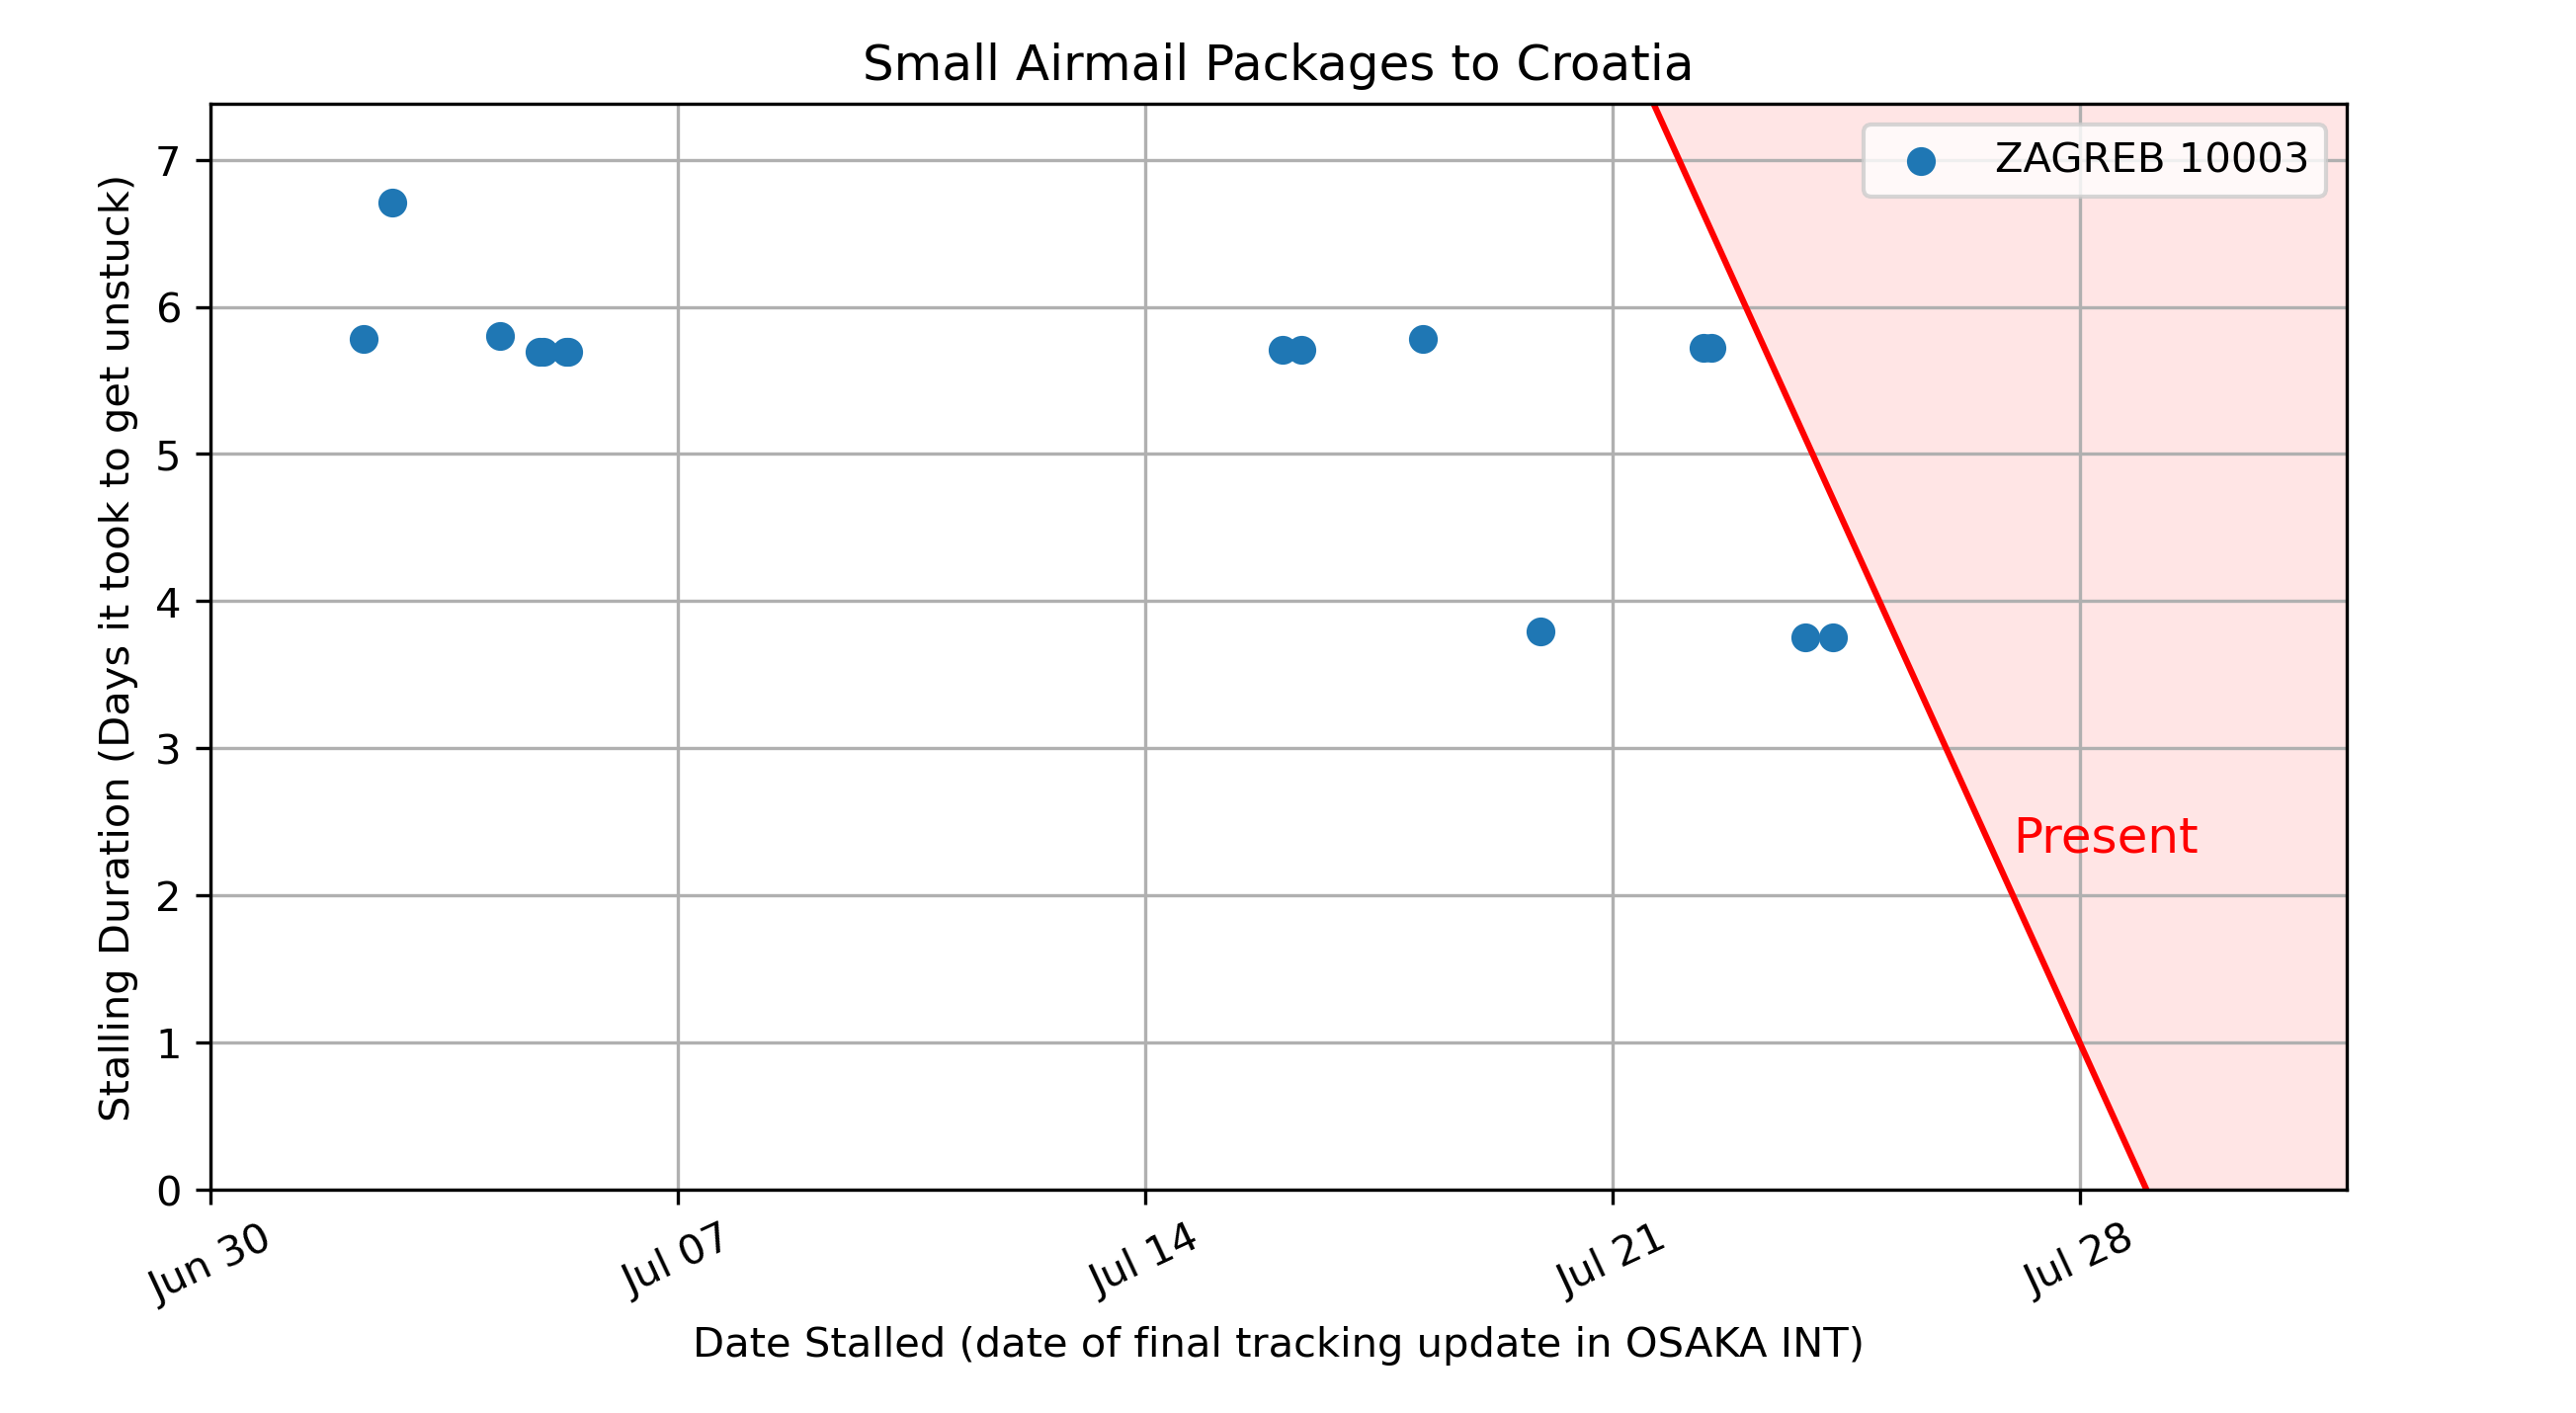 Small Airmail Packages to Croatia
ZAGREB 10003
Stalling Duration (Days it took to get unstuck)
7
6
5
4
3
2
1
0
Present
Jun 30
Jul 07
Jul 14
Jul 21
Jul 28
Date Stalled (date of final tracking update in OSAKA INT)